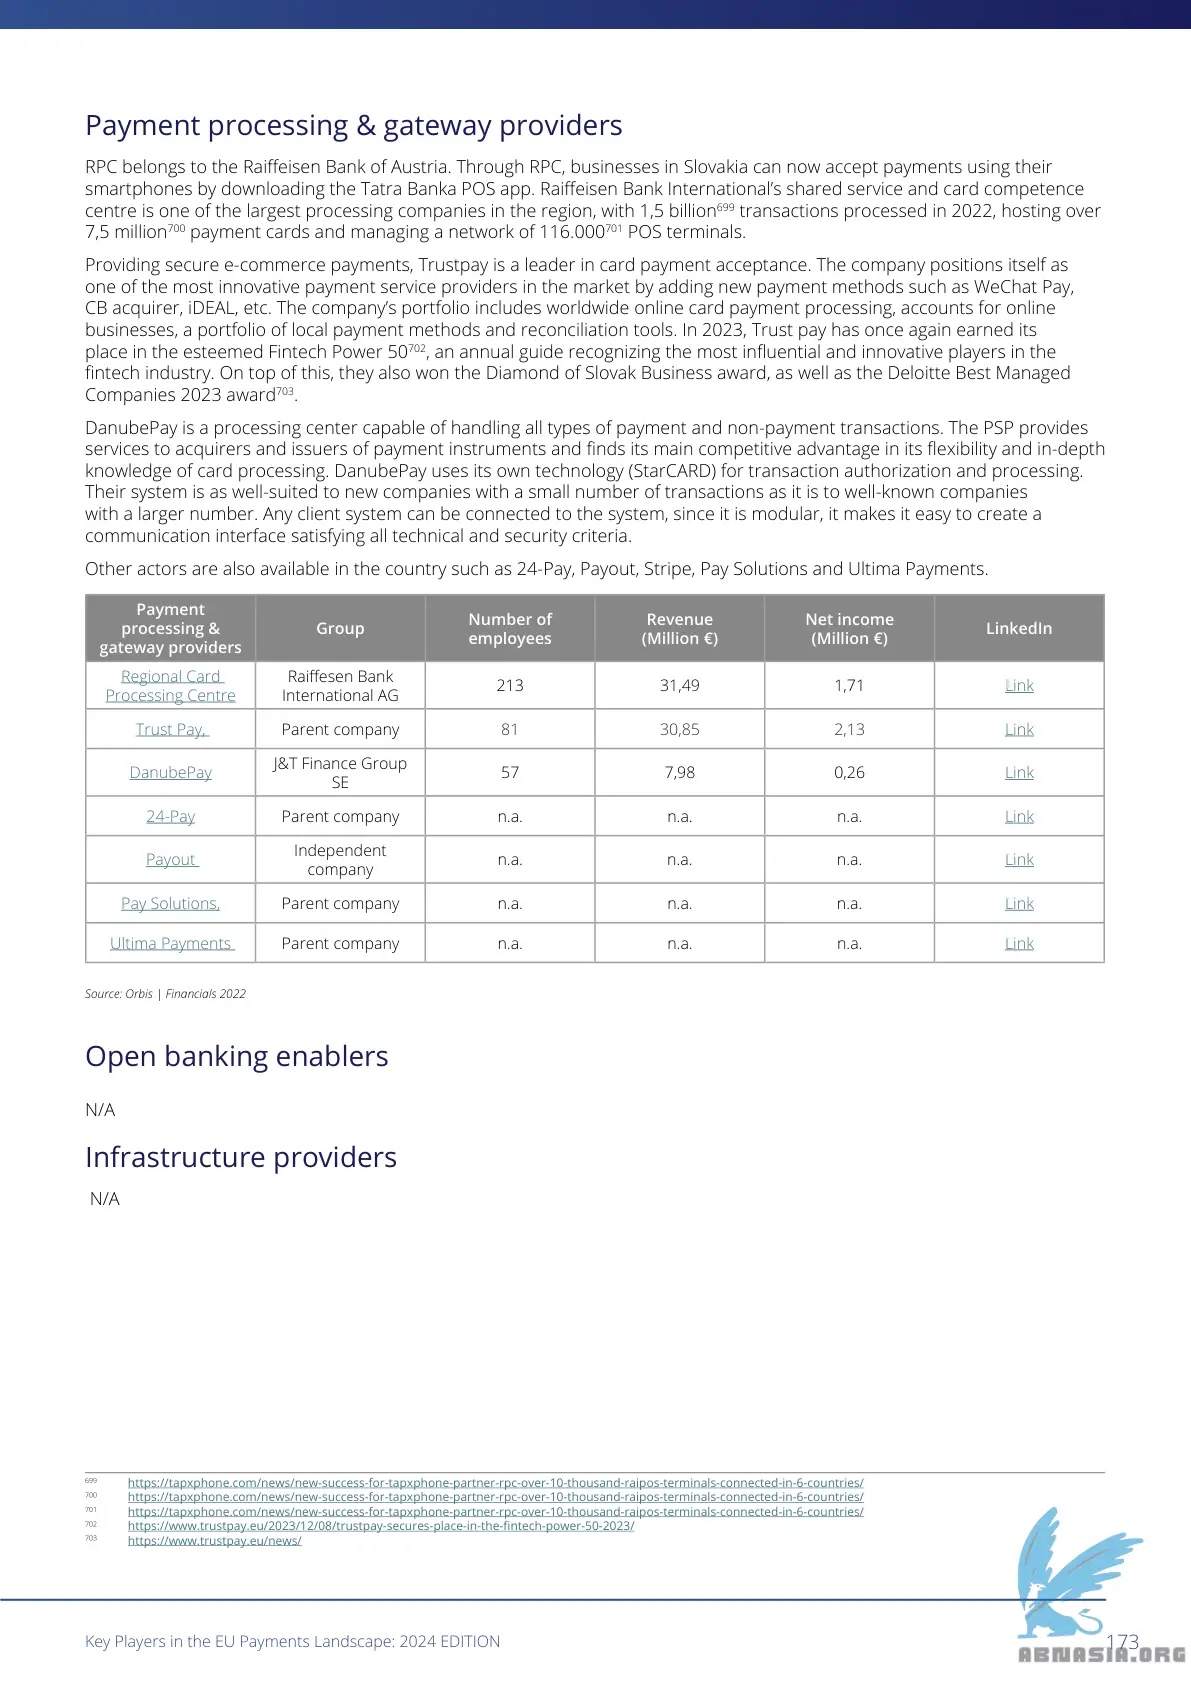 Payment processing & gateway providers
RPC belongs to the Raiffeisen Bank of Austria. Through RPC, businesses in Slovakia can now accept payments using their
smartphones by downloading the Tatra Banka POS app. Raiffeisen Bank International’s shared service and card competence
centre is one of the largest processing companies in the region, with 1,5 billion699 transactions processed in 2022, hosting over
7,5 million700 payment cards and managing a network of 116.000701 POS terminals.
Providing secure e-commerce payments, Trustpay is a leader in card payment acceptance. The company positions itself as
one of the most innovative payment service providers in the market by adding new payment methods such as WeChat Pay,
CB acquirer, iDEAL, etc. The company’s portfolio includes worldwide online card payment processing, accounts for online
businesses, a portfolio of local payment methods and reconciliation tools. In 2023, Trust pay has once again earned its
place in the esteemed Fintech Power 50702, an annual guide recognizing the most influential and innovative players in the
fintech industry. On top of this, they also won the Diamond of Slovak Business award, as well as the Deloitte Best Managed
Companies 2023 award703.
DanubePay is a processing center capable of handling all types of payment and non-payment transactions. The PSP provides
services to acquirers and issuers of payment instruments and finds its main competitive advantage in its flexibility and in-depth
knowledge of card processing. DanubePay uses its own technology (StarCARD) for transaction authorization and processing.
Their system is as well-suited to new companies with a small number of transactions as it is to well-known companies
with a larger number. Any client system can be connected to the system, since it is modular, it makes it easy to create a
communication interface satisfying all technical and security criteria.
Other actors are also available in the country such as 24-Pay, Payout, Stripe, Pay Solutions and Ultima Payments.
Payment processing & gateway providers Group Number of employees Revenue (Million €) Net income (Million €) LinkedIn
Regional Card Processing Centre Raiffesen Bank International AG 213 31,49 1,71 Link
Trust Pay, Parent company 81 30,85 2,13 Link
DanubePay J&T Finance Group SE 57 7,98 0,26 Link
24-Pay Parent company n.a. n.a. n.a. Link
Payout Independent company n.a. n.a. n.a. Link
Pay Solutions, Parent company n.a. n.a. n.a. Link
Ultima Payments Parent company n.a. n.a. n.a. Link
Source: Orbis | Financials 2022
Open banking enablers
N/A
Infrastructure providers
N/A
699 https://tapxphone.com/news/new-success-for-tapxphone-partner-rpc-over-10-thousand-raipos-terminals-connected-in-6-countries/
700 https://tapxphone.com/news/new-success-for-tapxphone-partner-rpc-over-10-thousand-raipos-terminals-connected-in-6-countries/
701 https://tapxphone.com/news/new-success-for-tapxphone-partner-rpc-over-10-thousand-raipos-terminals-connected-in-6-countries/
702 https://www.trustpay.eu/2023/12/08/trustpay-secures-place-in-the-fintech-power-50-2023/
703 https://www.trustpay.eu/news/
Key Players in the EU Payments Landscape: 2024 EDITION
173
ABNASIA.ORG